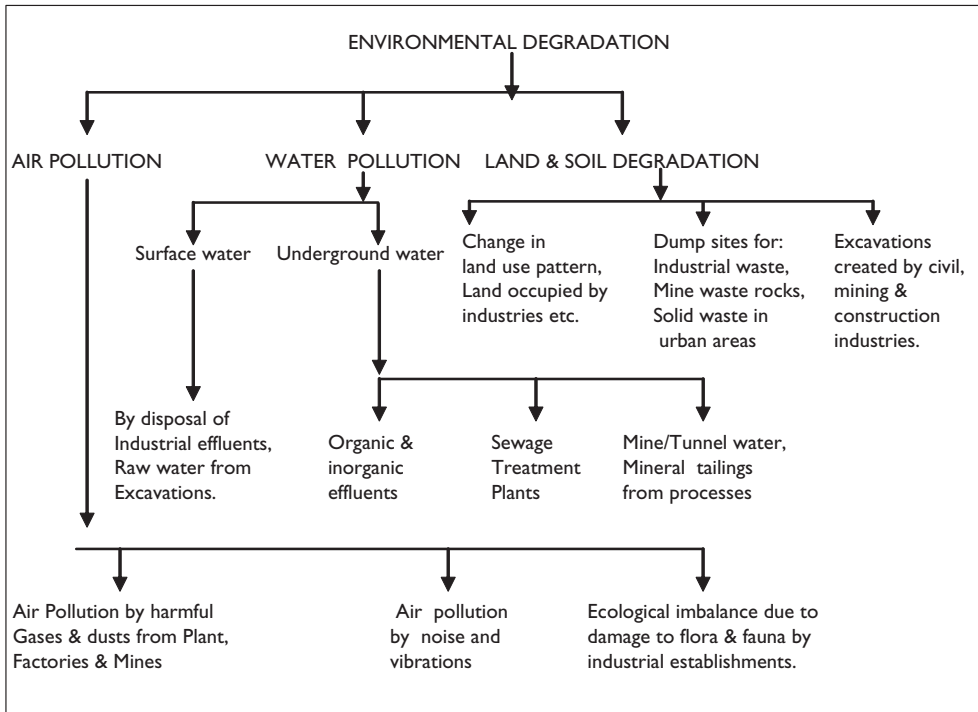 ENVIRONMENTAL DEGRADATION
AIR POLLUTION
WATER POLLUTION
LAND & SOIL DEGRADATION
Surface water
Underground water
Change in
land use pattern,
Land occupied by
industries etc.
Dump sites for:
Industrial waste,
Mine waste rocks,
Solid waste in
urban areas
Excavations
created by civil,
mining &
construction
industries.
By disposal of
Industrial effluents,
Raw water from
Excavations.
Organic &
inorganic
effluents
Sewage
Treatment
Plants
Mine/Tunnel water,
Mineral tailings
from processes
Air Pollution by harmful
Gases & dusts from Plant,
Factories & Mines
Air pollution
by noise and
vibrations
Ecological imbalance due to
damage to flora & fauna by
industrial establishments.